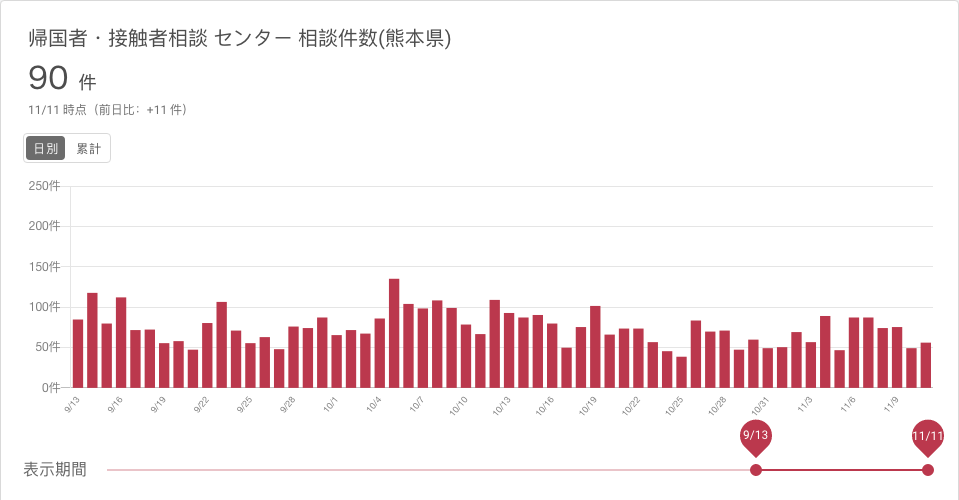 帰国者・接触者相談 センター 相談件数(熊本県)
90 件
11/11 時点（前日比：+11 件）
日別 累計
250件
200件
150件
100件
50件
0件
9/13 9/16 9/19 9/22 9/25 9/28 10/1 10/4 10/7 10/10 10/13 10/16 10/19 10/22 10/25 10/28 10/31 11/3 11/6 11/9
9/13 11/11
表示期間